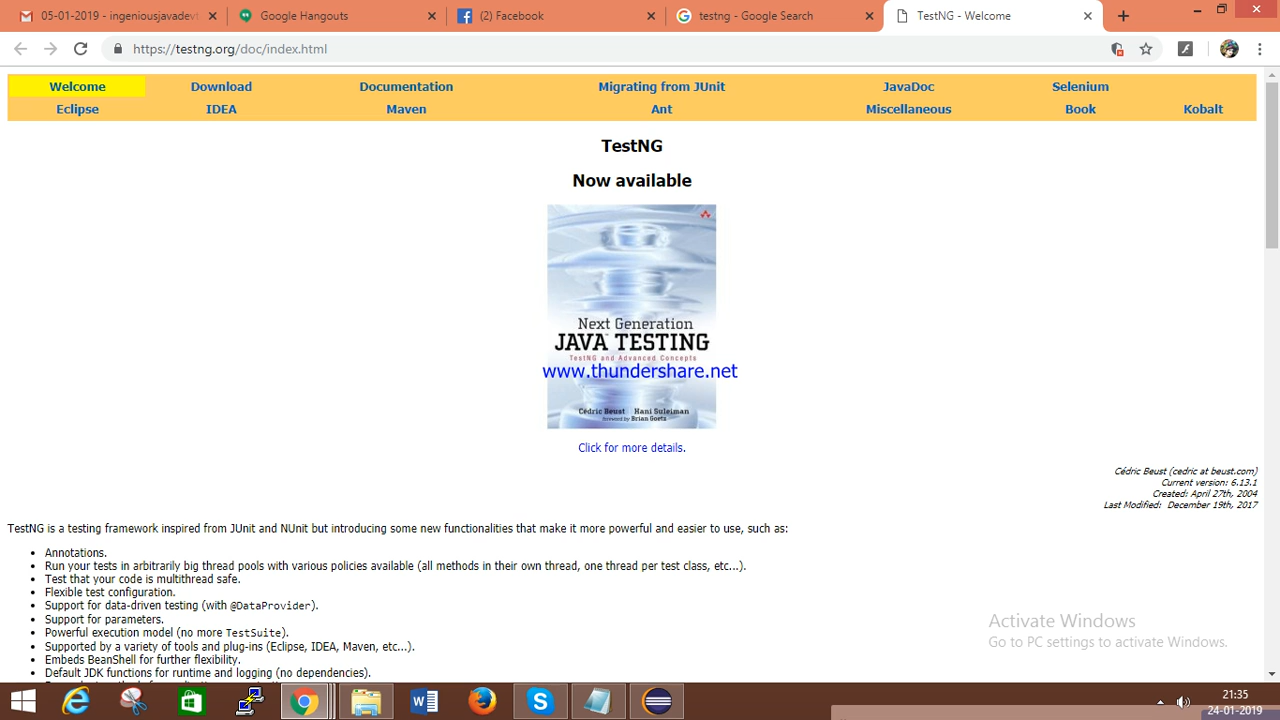 05-01-2019 - ingeniousjavadevt
Google Hangouts
(2) Facebook
testng - Google Search
TestNG - Welcome
https://testng.org/doc/index.html
Welcome Download Documentation Migrating from JUnit JavaDoc Selenium
Eclipse IDEA Maven Ant Miscellaneous Book Kobalt
TestNG
Now available
Next Generation
JAVA TESTING
TestNG and Advanced Concepts
www.thundershare.net
Cédric Beust Hani Suleiman
foreword by Brian Goetz
Click for more details.
Cédric Beust (cedric at beust.com)
Current version: 6.13.1
Created: April 27th, 2004
Last Modified: December 19th, 2017
TestNG is a testing framework inspired from JUnit and NUnit but introducing some new functionalities that make it more powerful and easier to use, such as:
• Annotations.
• Run your tests in arbitrarily big thread pools with various policies available (all methods in their own thread, one thread per test class, etc...).
• Test that your code is multithread safe.
• Flexible test configuration.
• Support for data-driven testing (with @DataProvider).
• Support for parameters.
• Powerful execution model (no more TestSuite).
• Supported by a variety of tools and plug-ins (Eclipse, IDEA, Maven, etc...).
• Embeds BeanShell for further flexibility.
• Default JDK functions for runtime and logging (no dependencies).
Activate Windows
Go to PC settings to activate Windows.
21:35
24-01-2019